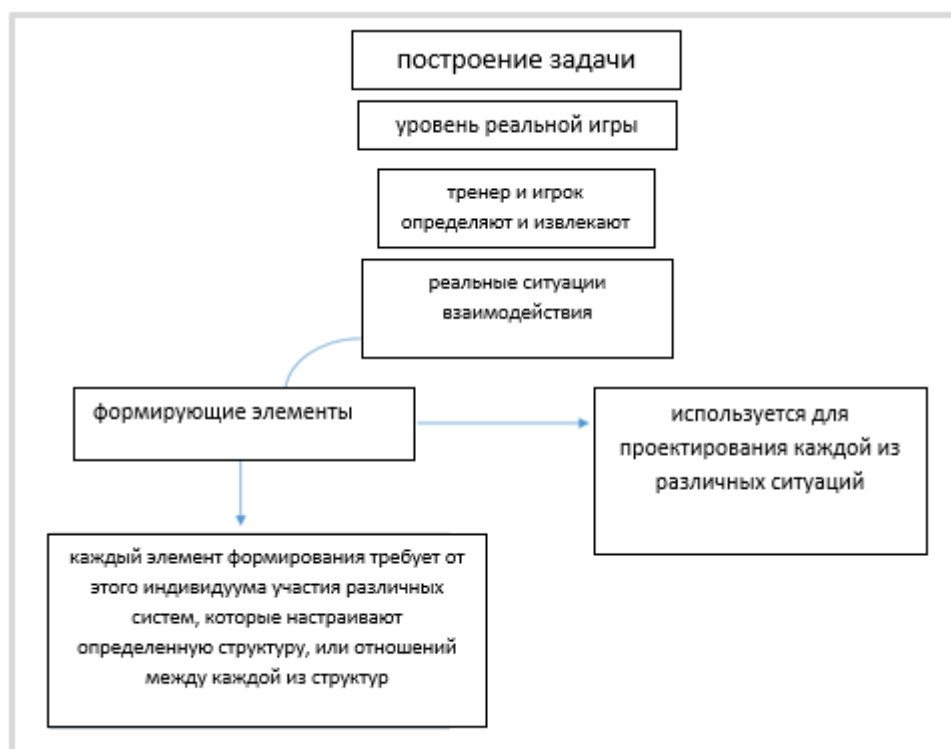 построение задачи
уровень реальной игры
тренер и игрок
определяют и извлекают
реальные ситуации
взаимодействия
формирующие элементы
используется для
проектирования каждой из
различных ситуаций
каждый элемент формирования требует от
этого индивидуума участия различных
систем, которые настраивают
определенную структуру, или отношений
между каждой из структур